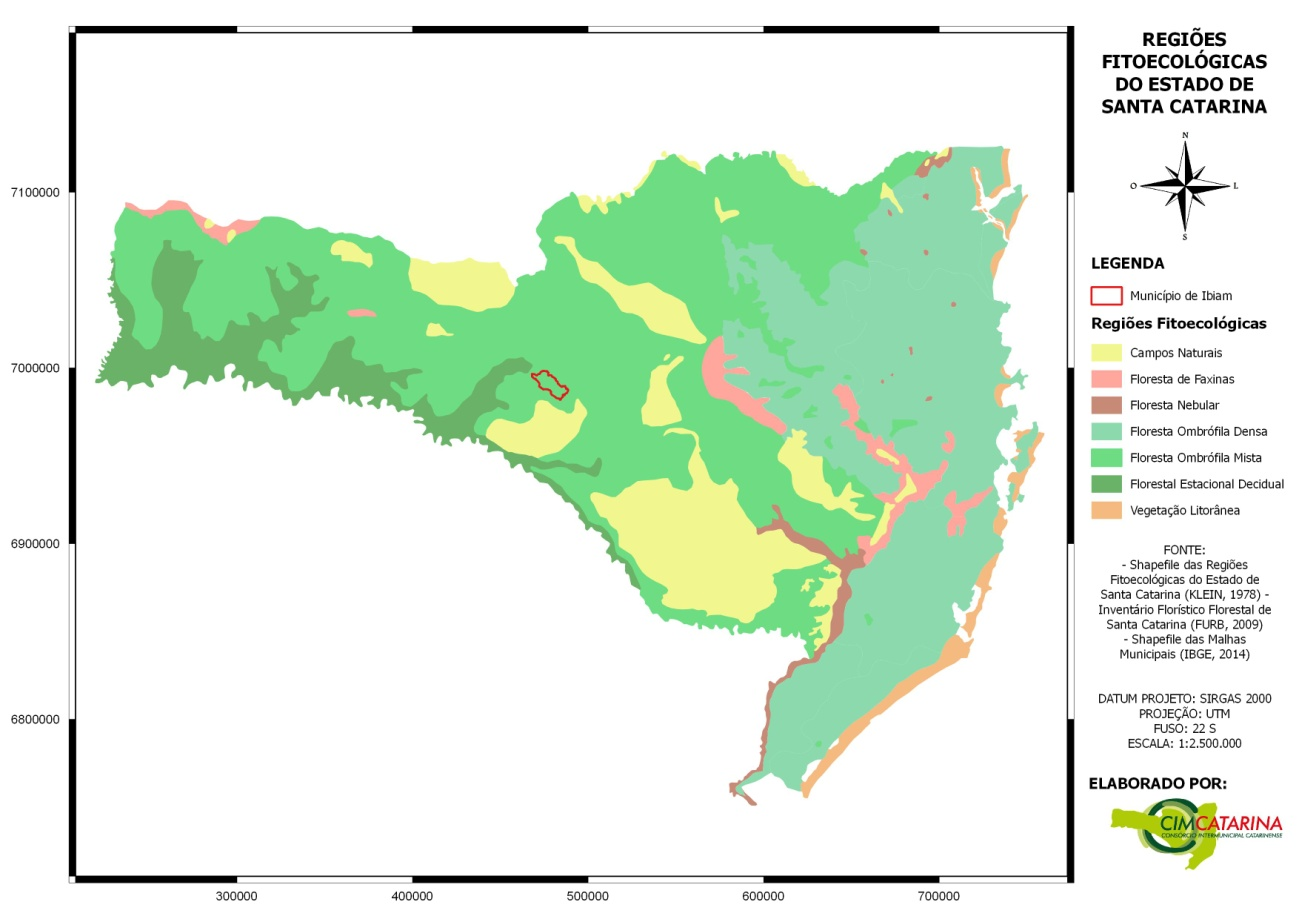 REGIÕES
FITOECOLÓGICAS
DO ESTADO DE
SANTA CATARINA
N
O
L
S
LEGENDA
Município de Ibiam
Regiões Fitoecológicas
Campos Naturais
Floresta de Faxinas
Floresta Nebular
Floresta Ombrófila Densa
Floresta Ombrófila Mista
Florestal Estacional Decidual
Vegetação Litorânea
FONTE:
- Shapefile das Regiões
Fitoecológicas do Estado de
Santa Catarina (KLEIN, 1978) -
Inventário Florístico Florestal de
Santa Catarina (FURB, 2009)
- Shapefile das Malhas
Municipais (IBGE, 2014)
DATUM PROJETO: SIRGAS 2000
PROJEÇÃO: UTM
FUSO: 22 S
ESCALA: 1:2.500.000
ELABORADO POR:
CIMCATARINA
CONSÓRCIO INTERMUNICIPAL CATARINENSE
7100000
7000000
6900000
6800000
300000
400000
500000
600000
700000